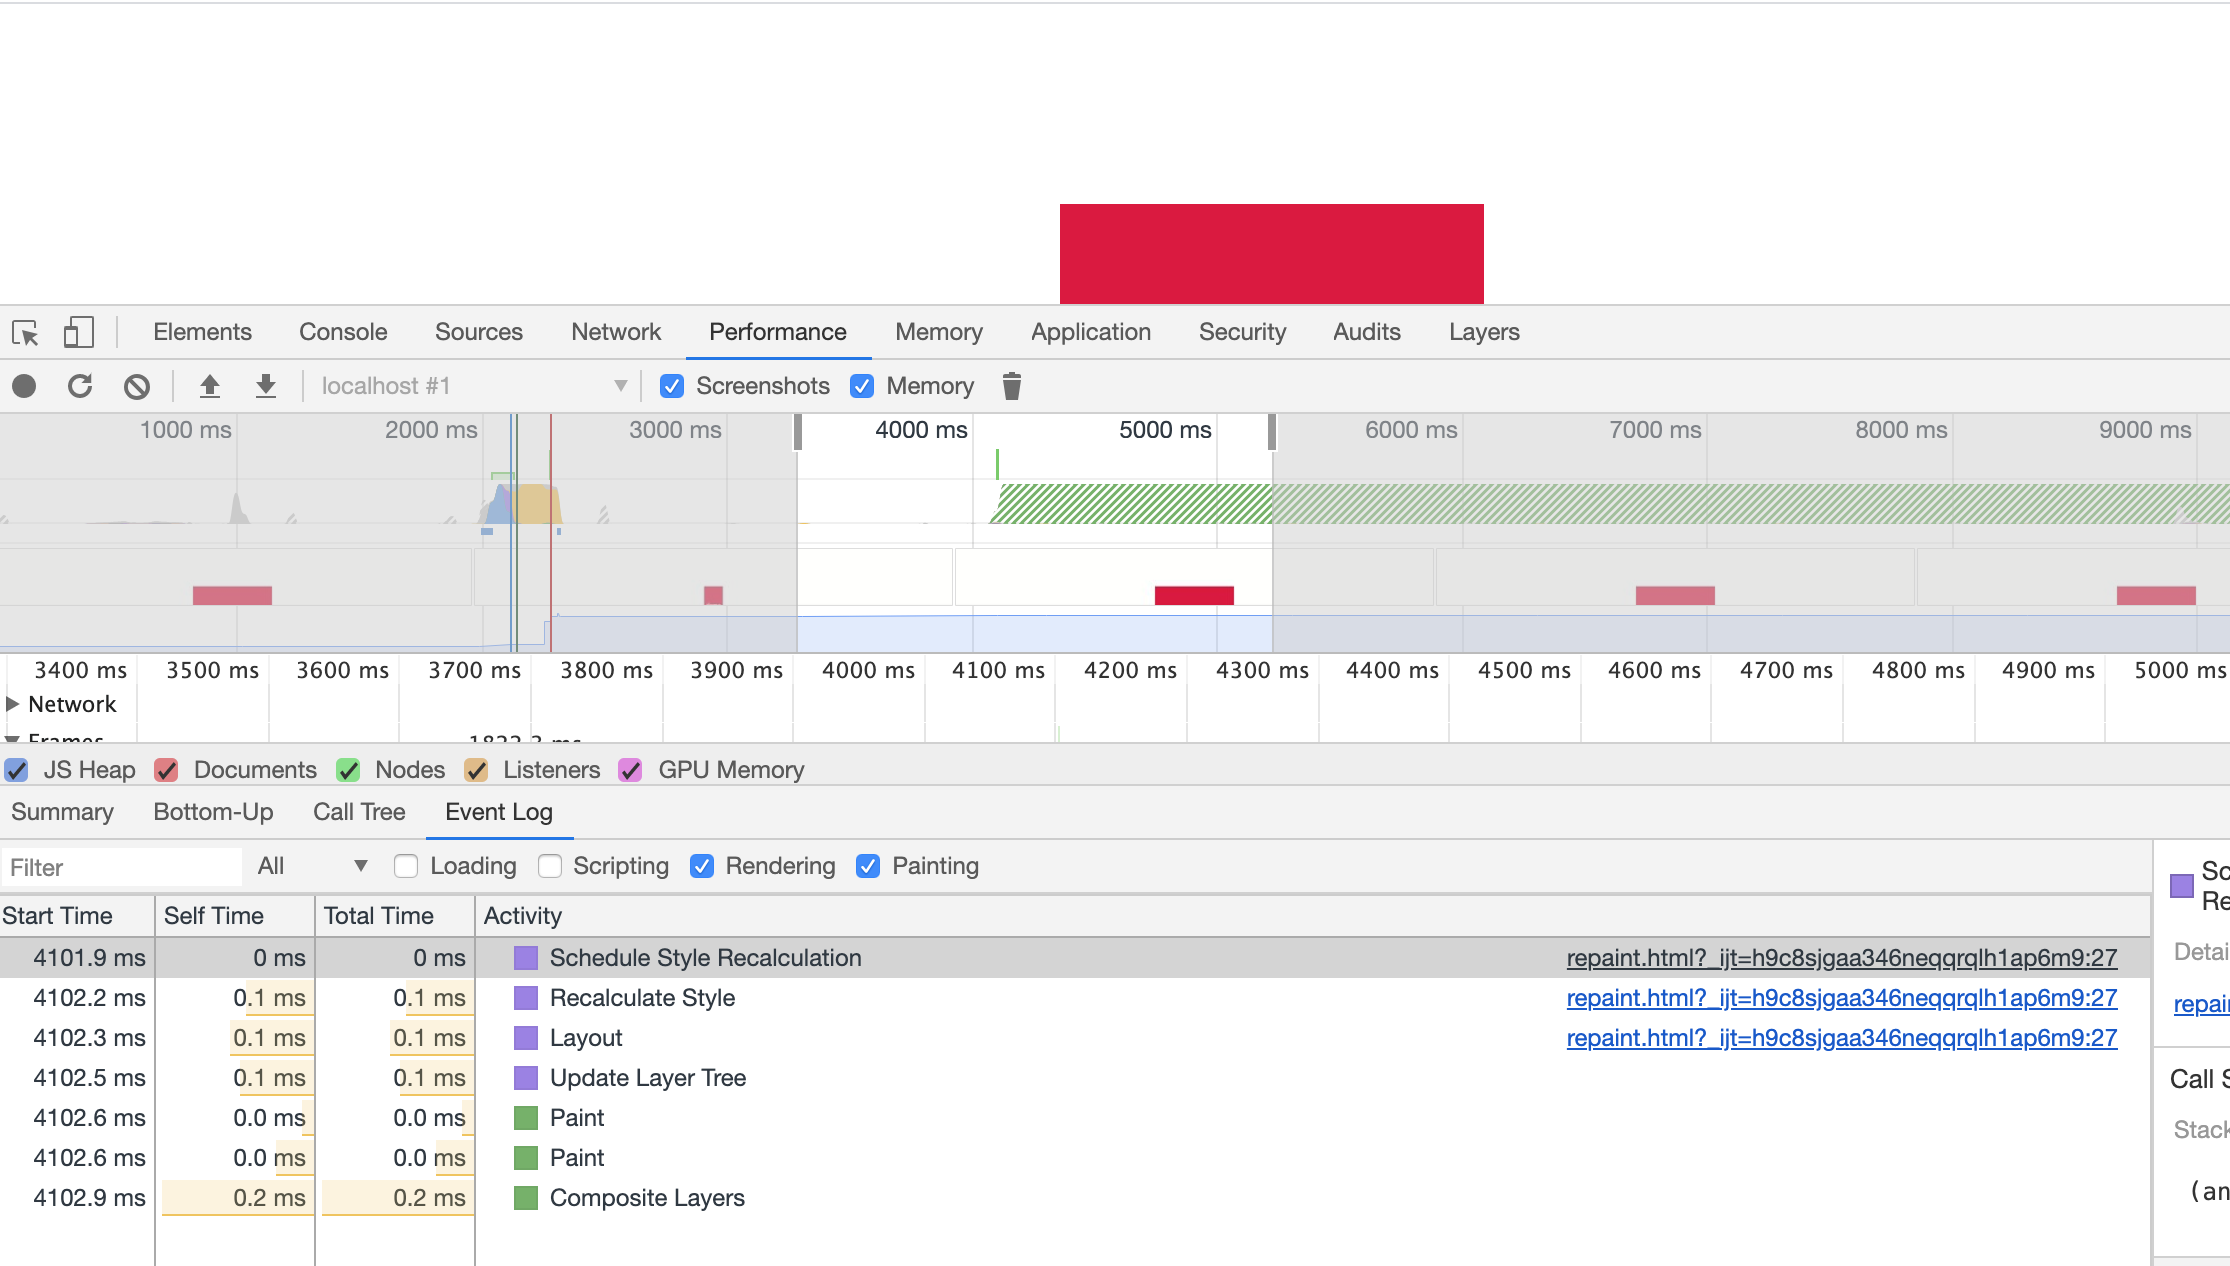 Elements Console Sources Network Performance Memory Application Security Audits Layers
localhost #1 Screenshots Memory
1000 ms 2000 ms 3000 ms 4000 ms 5000 ms 6000 ms 7000 ms 8000 ms 9000 ms
3400 ms 3500 ms 3600 ms 3700 ms 3800 ms 3900 ms 4000 ms 4100 ms 4200 ms 4300 ms 4400 ms 4500 ms 4600 ms 4700 ms 4800 ms 4900 ms 5000 ms
Network
Frames
JS Heap Documents Nodes Listeners GPU Memory
Summary Bottom-Up Call Tree Event Log
Filter All Loading Scripting Rendering Painting
Start Time Self Time Total Time Activity
4101.9 ms 0 ms 0 ms Schedule Style Recalculation repaint.html?_ijt=h9c8sjgaa346neqqrqlh1ap6m9:27
4102.2 ms 0.1 ms 0.1 ms Recalculate Style repaint.html?_ijt=h9c8sjgaa346neqqrqlh1ap6m9:27
4102.3 ms 0.1 ms 0.1 ms Layout repaint.html?_ijt=h9c8sjgaa346neqqrqlh1ap6m9:27
4102.5 ms 0.1 ms 0.1 ms Update Layer Tree
4102.6 ms 0.0 ms 0.0 ms Paint
4102.6 ms 0.0 ms 0.0 ms Paint
4102.9 ms 0.2 ms 0.2 ms Composite Layers
Sc
Re
Detai
repai
Call S
Stack
(an